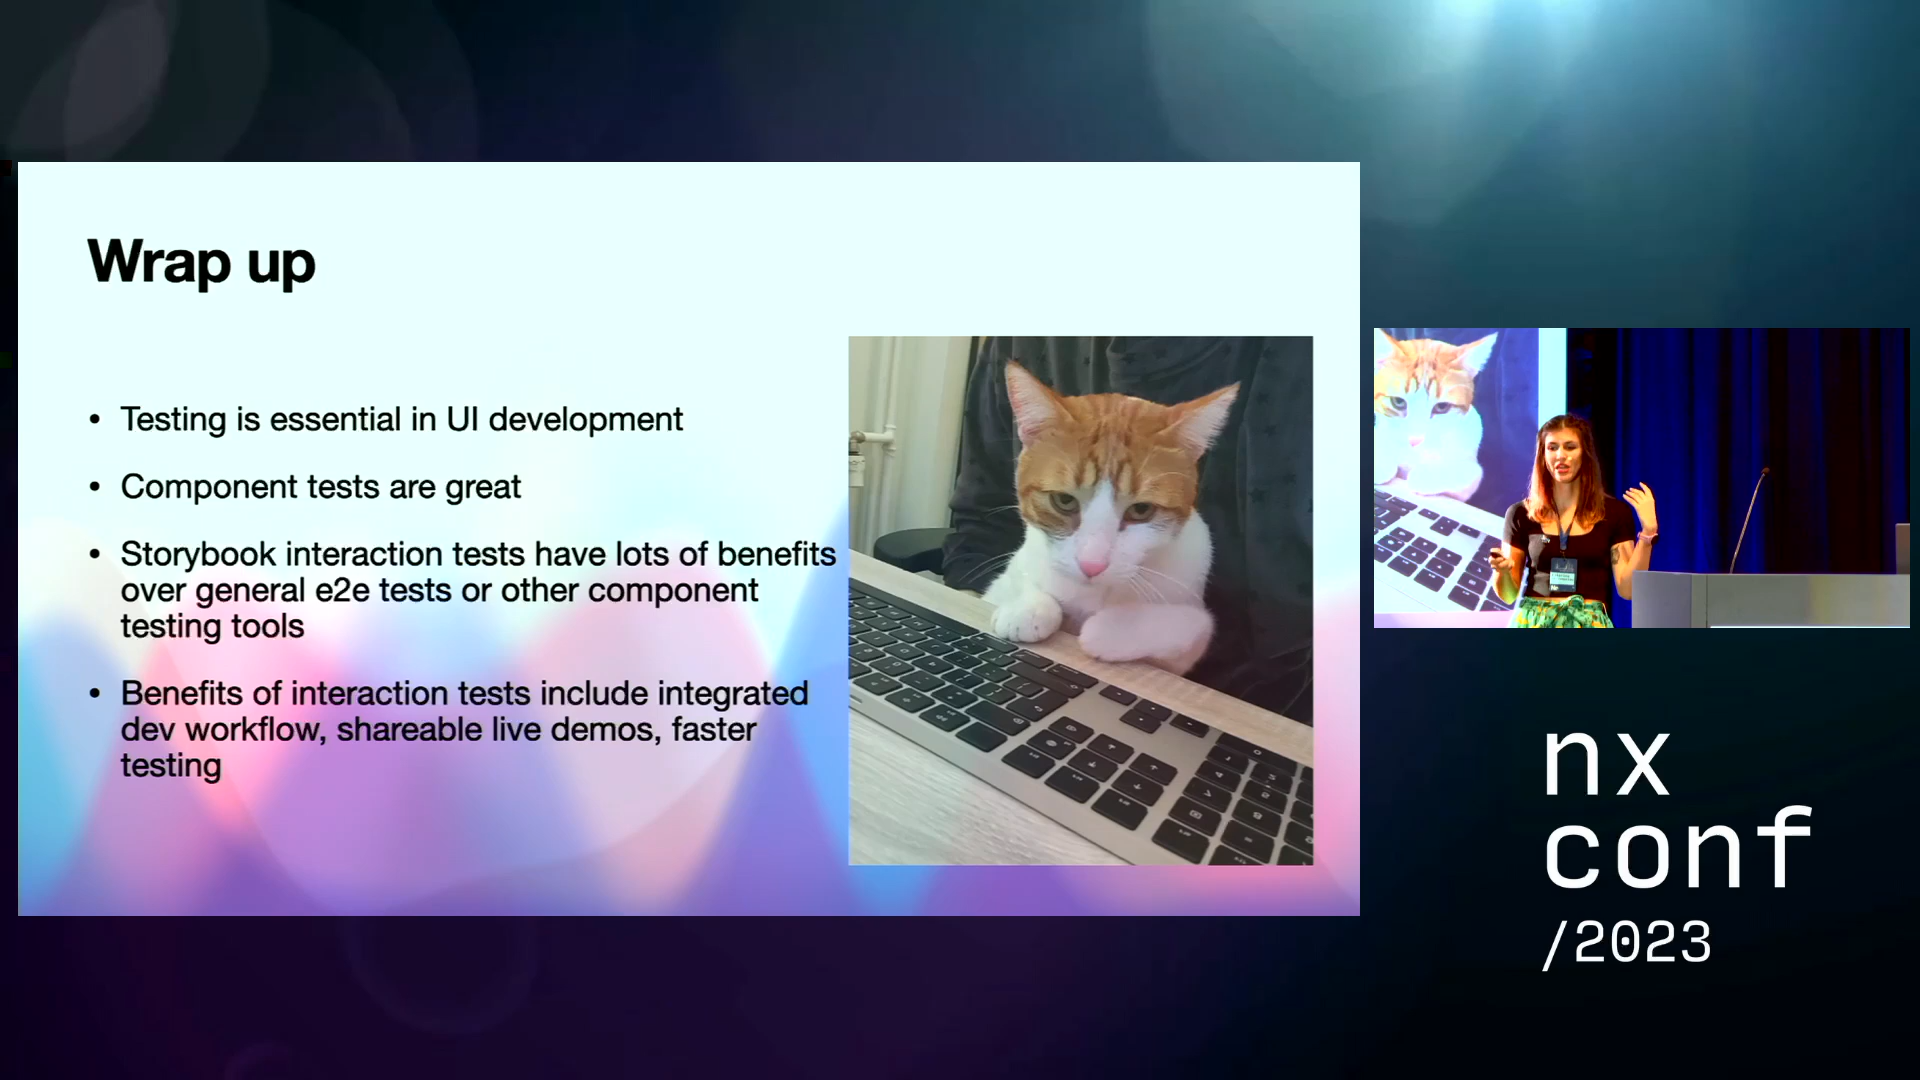 Wrap up
• Testing is essential in UI development
• Component tests are great
• Storybook interaction tests have lots of benefits
over general e2e tests or other component
testing tools
• Benefits of interaction tests include integrated
dev workflow, shareable live demos, faster
testing
nx
conf
/2023